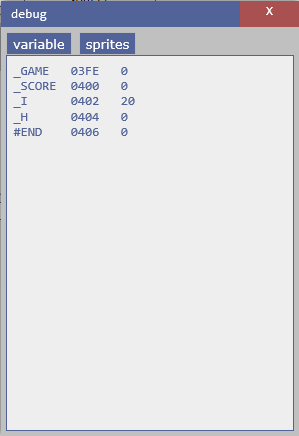 debug X
variable sprites
_GAME 03FE 0
_SCORE 0400 0
_I 0402 20
_H 0404 0
#END 0406 0